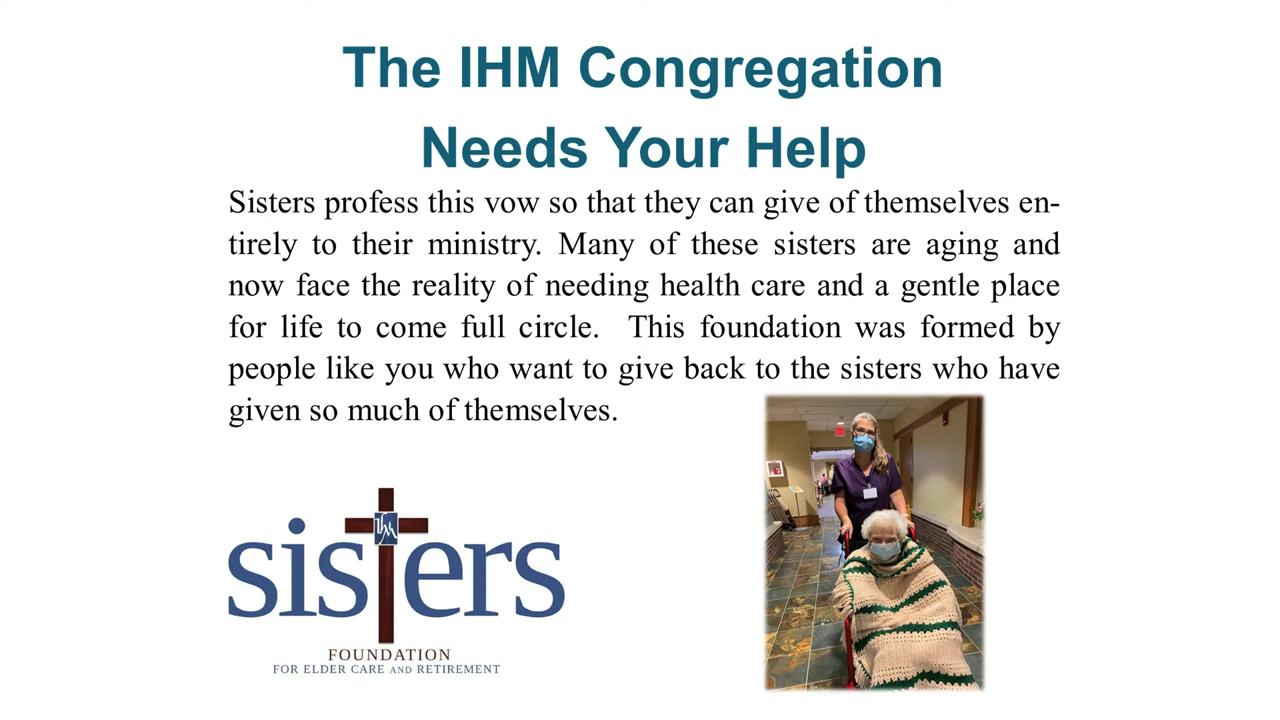 The IHM Congregation
Needs Your Help
Sisters profess this vow so that they can give of themselves en-
tirely to their ministry. Many of these sisters are aging and
now face the reality of needing health care and a gentle place
for life to come full circle.  This foundation was formed by
people like you who want to give back to the sisters who have
given so much of themselves.
ihm
sisters
FOUNDATION
FOR ELDER CARE AND RETIREMENT